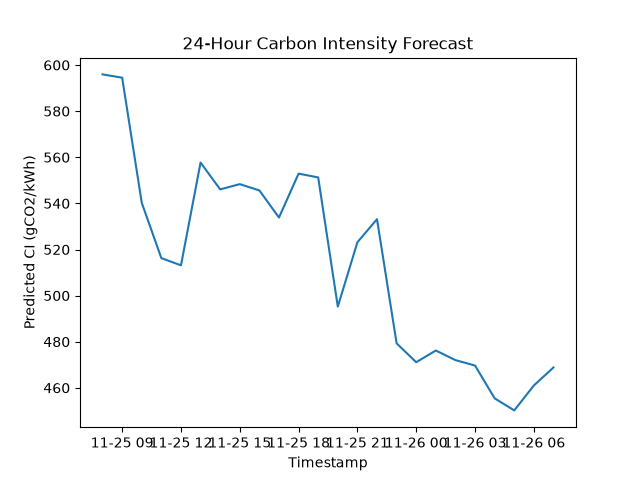 24-Hour Carbon Intensity Forecast
Predicted CI (gCO2/kWh)
600
580
560
540
520
500
480
460
11-25 09 11-25 12 11-25 15 11-25 18 11-25 21 11-26 00 11-26 03 11-26 06
Timestamp